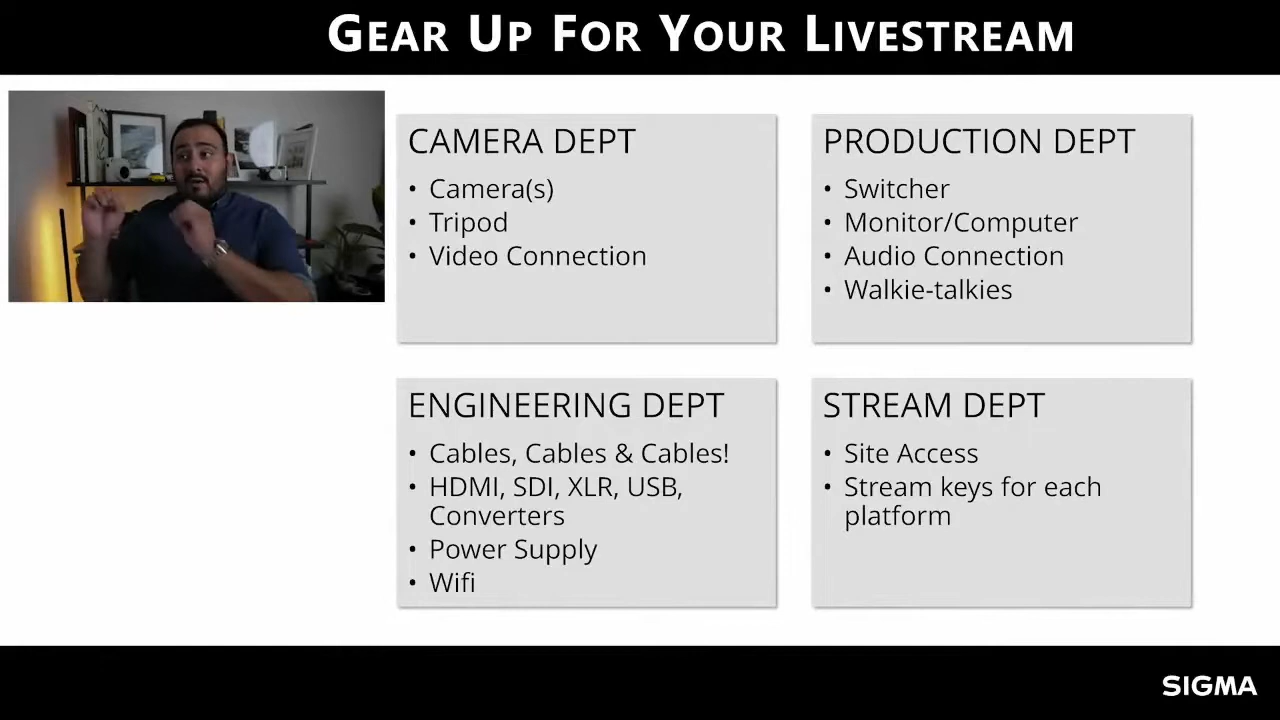 GEAR UP FOR YOUR LIVESTREAM
CAMERA DEPT
• Camera(s)
• Tripod
• Video Connection
PRODUCTION DEPT
• Switcher
• Monitor/Computer
• Audio Connection
• Walkie-talkies
ENGINEERING DEPT
• Cables, Cables & Cables!
• HDMI, SDI, XLR, USB,
Converters
• Power Supply
• Wifi
STREAM DEPT
• Site Access
• Stream keys for each
platform
SIGMA